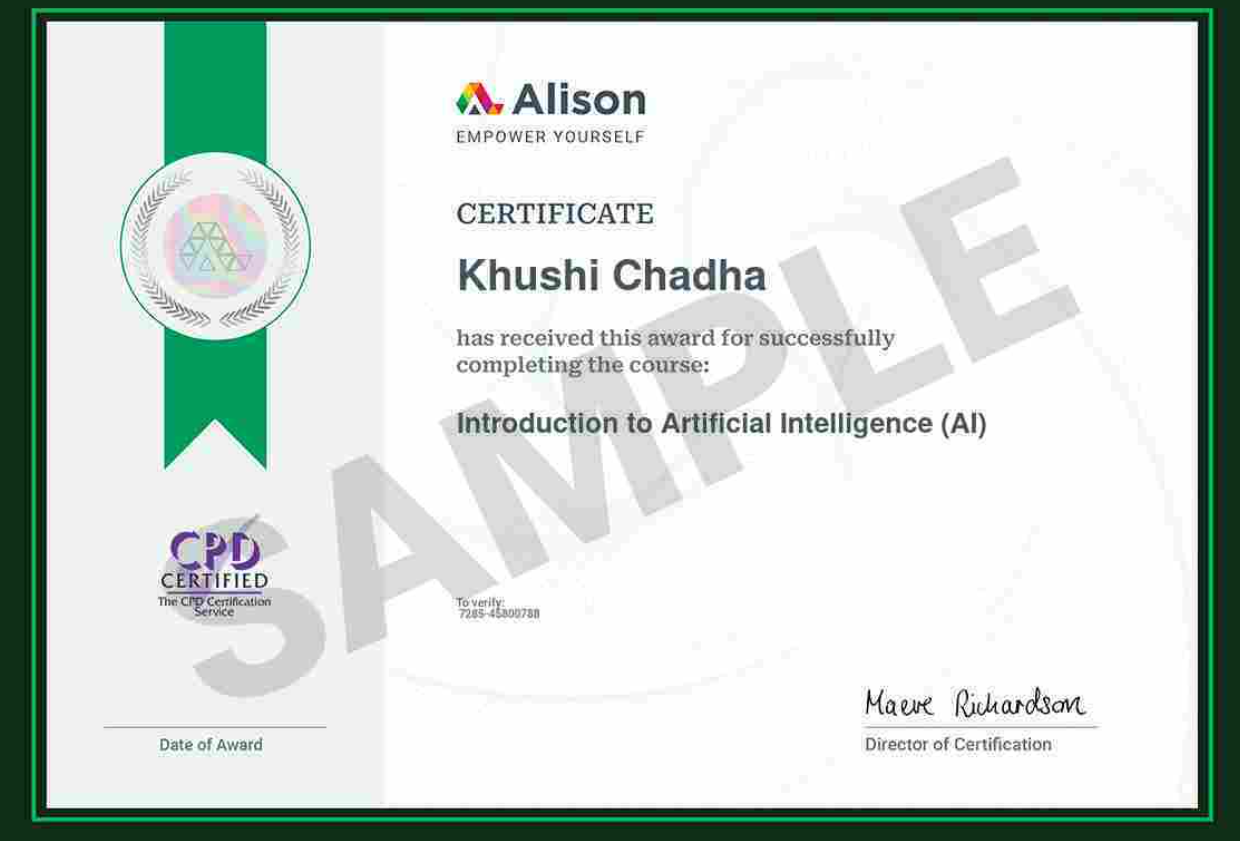 Alison
EMPOWER YOURSELF
CERTIFICATE
Khushi Chadha
has received this award for successfully
completing the course:
Introduction to Artificial Intelligence (AI)
SAMPLE
CPD
CERTIFIED
The CPD Certification
Service
To verify:
7285-4580078B
Maeve Richardson
Date of Award
Director of Certification